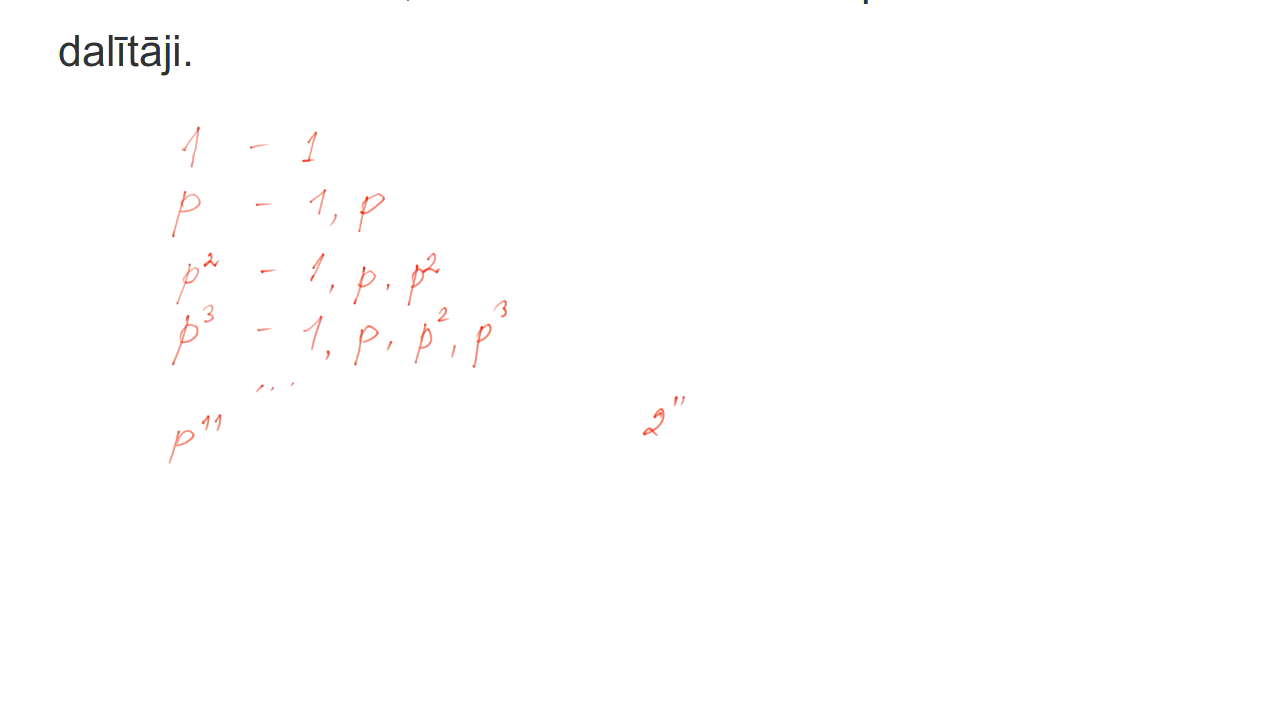 dalītāji.
1 - 1
p - 1, p
p² - 1, p, p²
p³ - 1, p, p², p³
...
p¹¹ 2¹¹